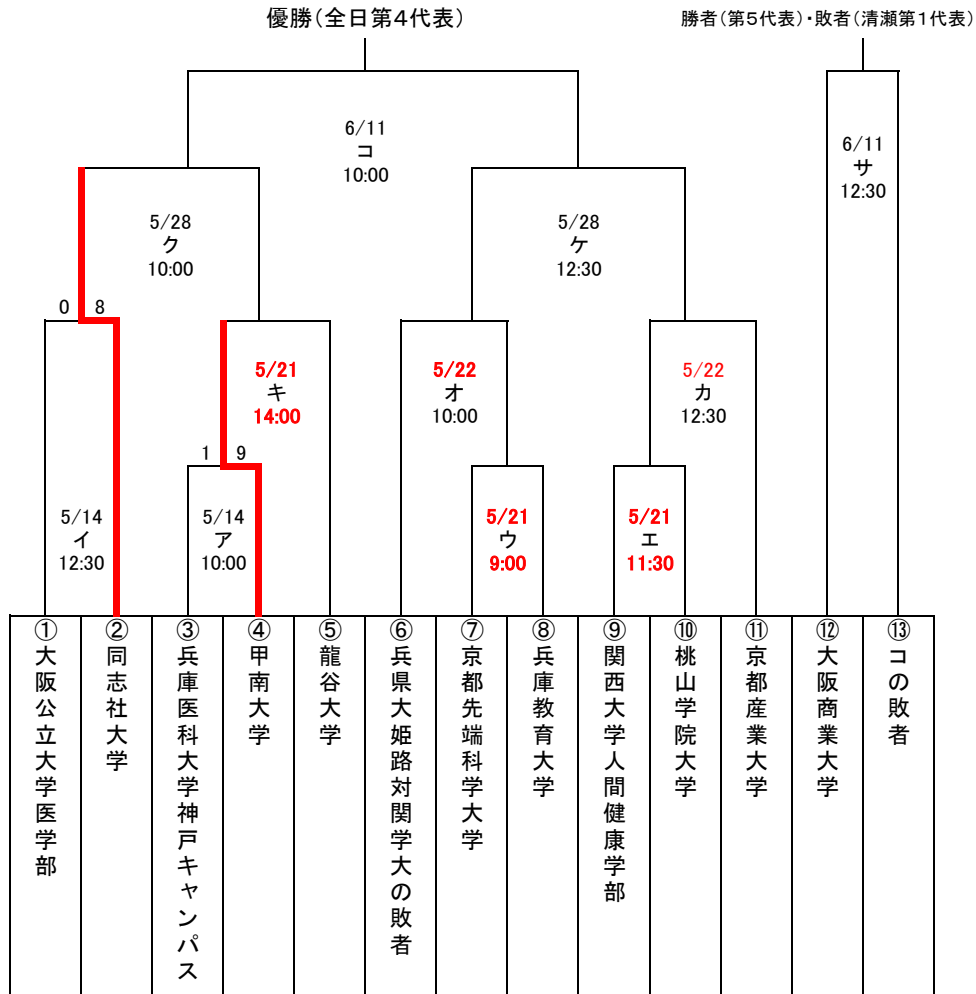 優勝(全日第4代表)
勝者(第5代表)・敗者(清瀬第1代表)
6/11
コ
10:00
6/11
サ
12:30
5/28
ク
10:00
5/28
ケ
12:30
0 8
5/21
キ
14:00
5/22
オ
10:00
5/22
カ
12:30
1 9
5/14
イ
12:30
5/14
ア
10:00
5/21
ウ
9:00
5/21
エ
11:30
①大阪公立大学医学部
②同志社大学
③兵庫医科大学神戸キャンパス
④甲南大学
⑤龍谷大学
⑥兵県大姫路対関学大の敗者
⑦京都先端科学大学
⑧兵庫教育大学
⑨関西大学人間健康学部
⑩桃山学院大学
⑪京都産業大学
⑫大阪商業大学
⑬コの敗者